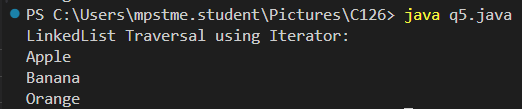 PS C:\Users\mpstme.student\Pictures\C126> java q5.java
LinkedList Traversal using Iterator:
Apple
Banana
Orange